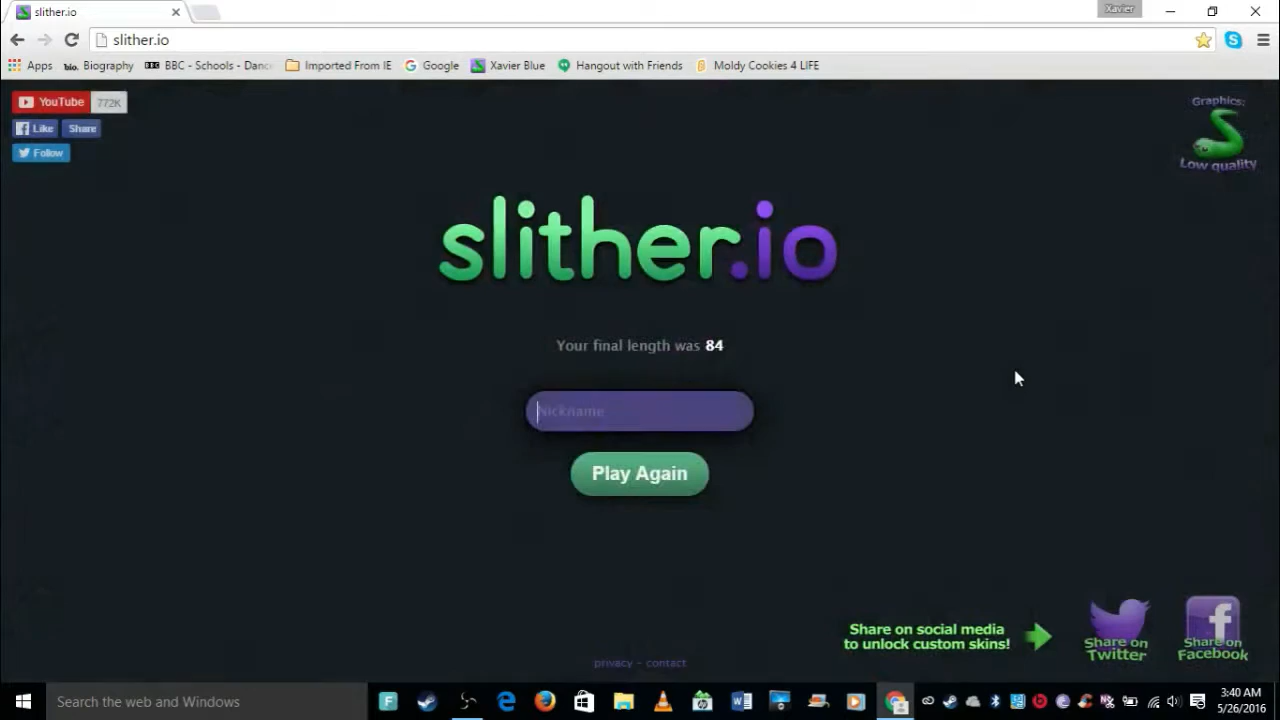 slither.io
Xavier
slither.io
Apps
bio. Biography
BBC - Schools - Danc
Imported From IE
Google
Xavier Blue
Hangout with Friends
Moldy Cookies 4 LIFE
YouTube 772K
Like Share
Follow
Graphics:
Low quality
slither.io
Your final length was 84
Nickname
Play Again
Share on social media
to unlock custom skins!
Share on
Twitter
Share on
Facebook
privacy - contact
Search the web and Windows
3:40 AM
5/26/2016